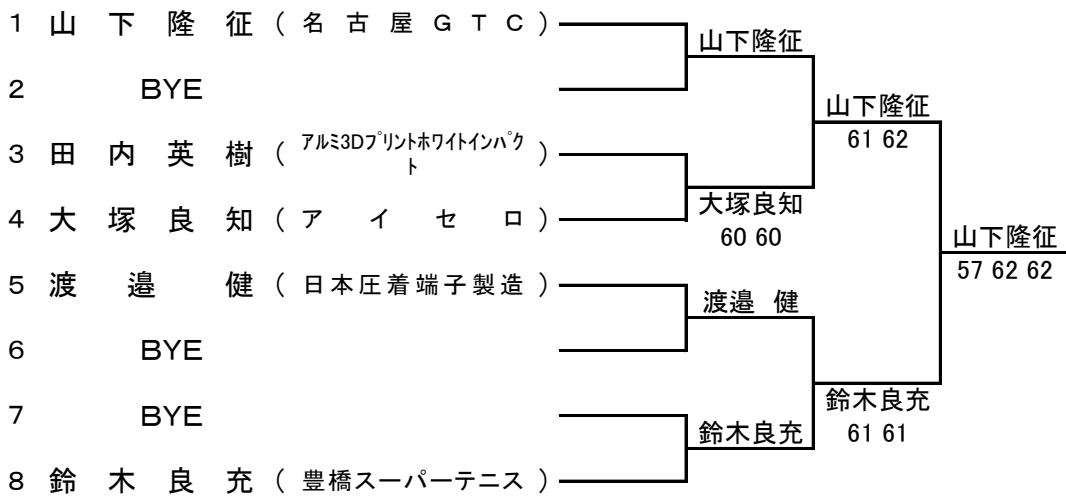 1 山下隆征(名古屋GTC)
2 BYE
3 田内英樹(アルミ3Dプリントホワイトインパクト)
4 大塚良知(アイセロ)
5 渡邉健(日本圧着端子製造)
6 BYE
7 BYE
8 鈴木良充(豊橋スーパーテニス)
山下隆征
大塚良知
60 60
渡邉 健
鈴木良充
山下隆征
61 62
鈴木良充
61 61
山下隆征
57 62 62